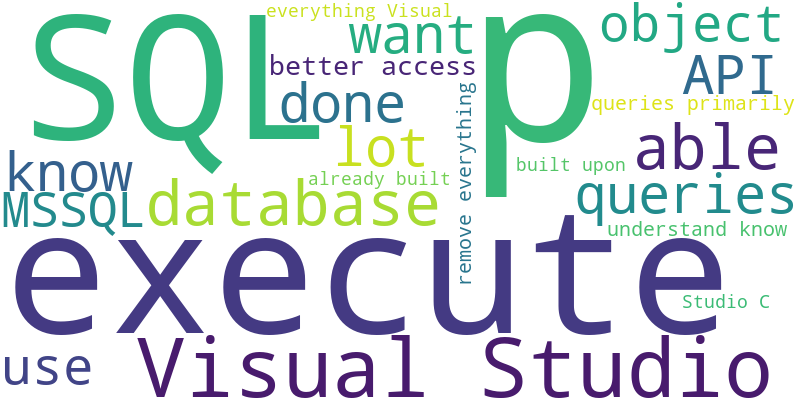 everything Visual
SQL
p
want
object
better access
API
done
queries primarily
remove everything
lot
able
know
already built
built upon
queries
MSSQL
database
understand know
execute
Studio C
use
Visual Studio